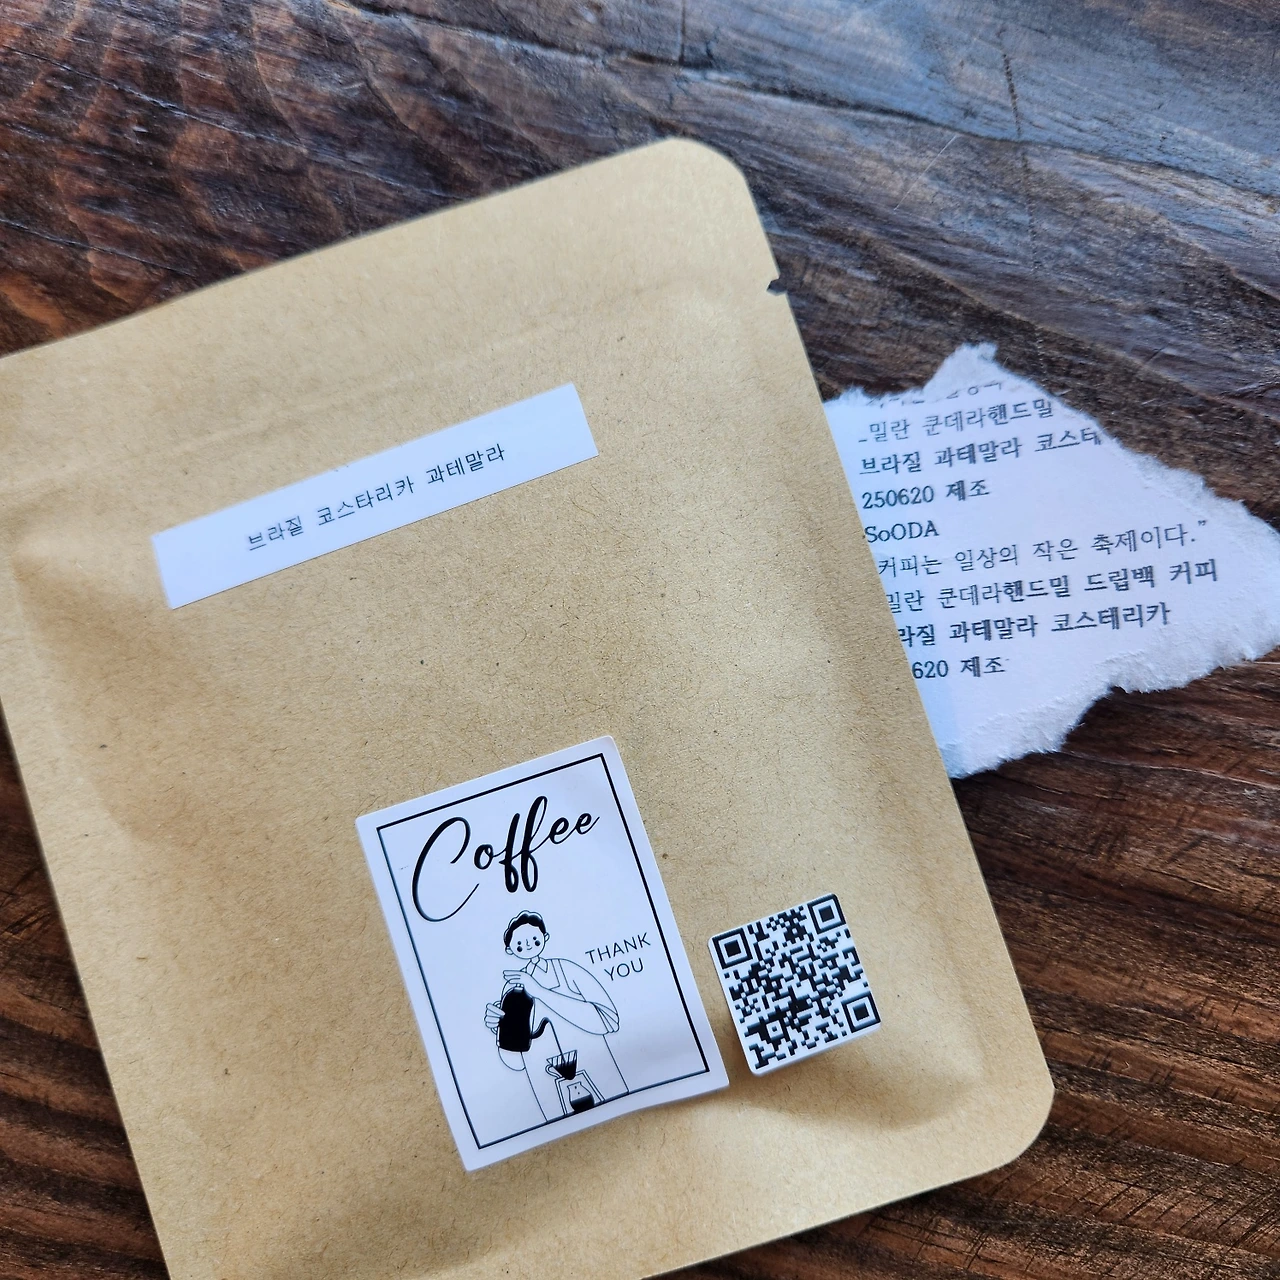 브라질 코스타리카 과테말라
Coffee
THANK
YOU
밀란 쿤데라핸드밀
브라질 과테말라 코스테
250620 제조
SoODA
커피는 일상의 작은 축제이다.”
밀란 쿤데라핸드밀 드립백 커피
라질 과테말라 코스테리카
620 제조